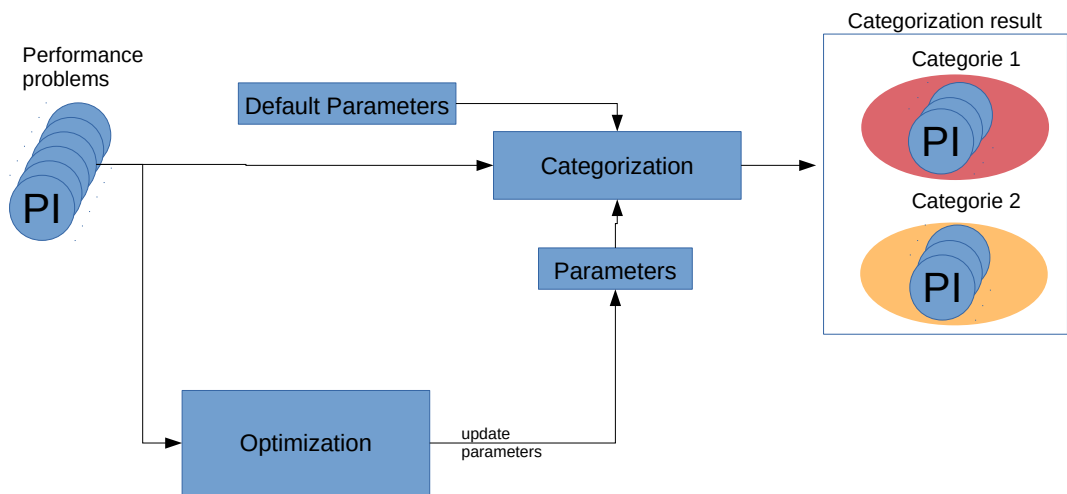 Categorization result
Performance
problems
Categorie 1
Default Parameters
PI
Categorization
PI
Categorie 2
Parameters
PI
Optimization
update
parameters